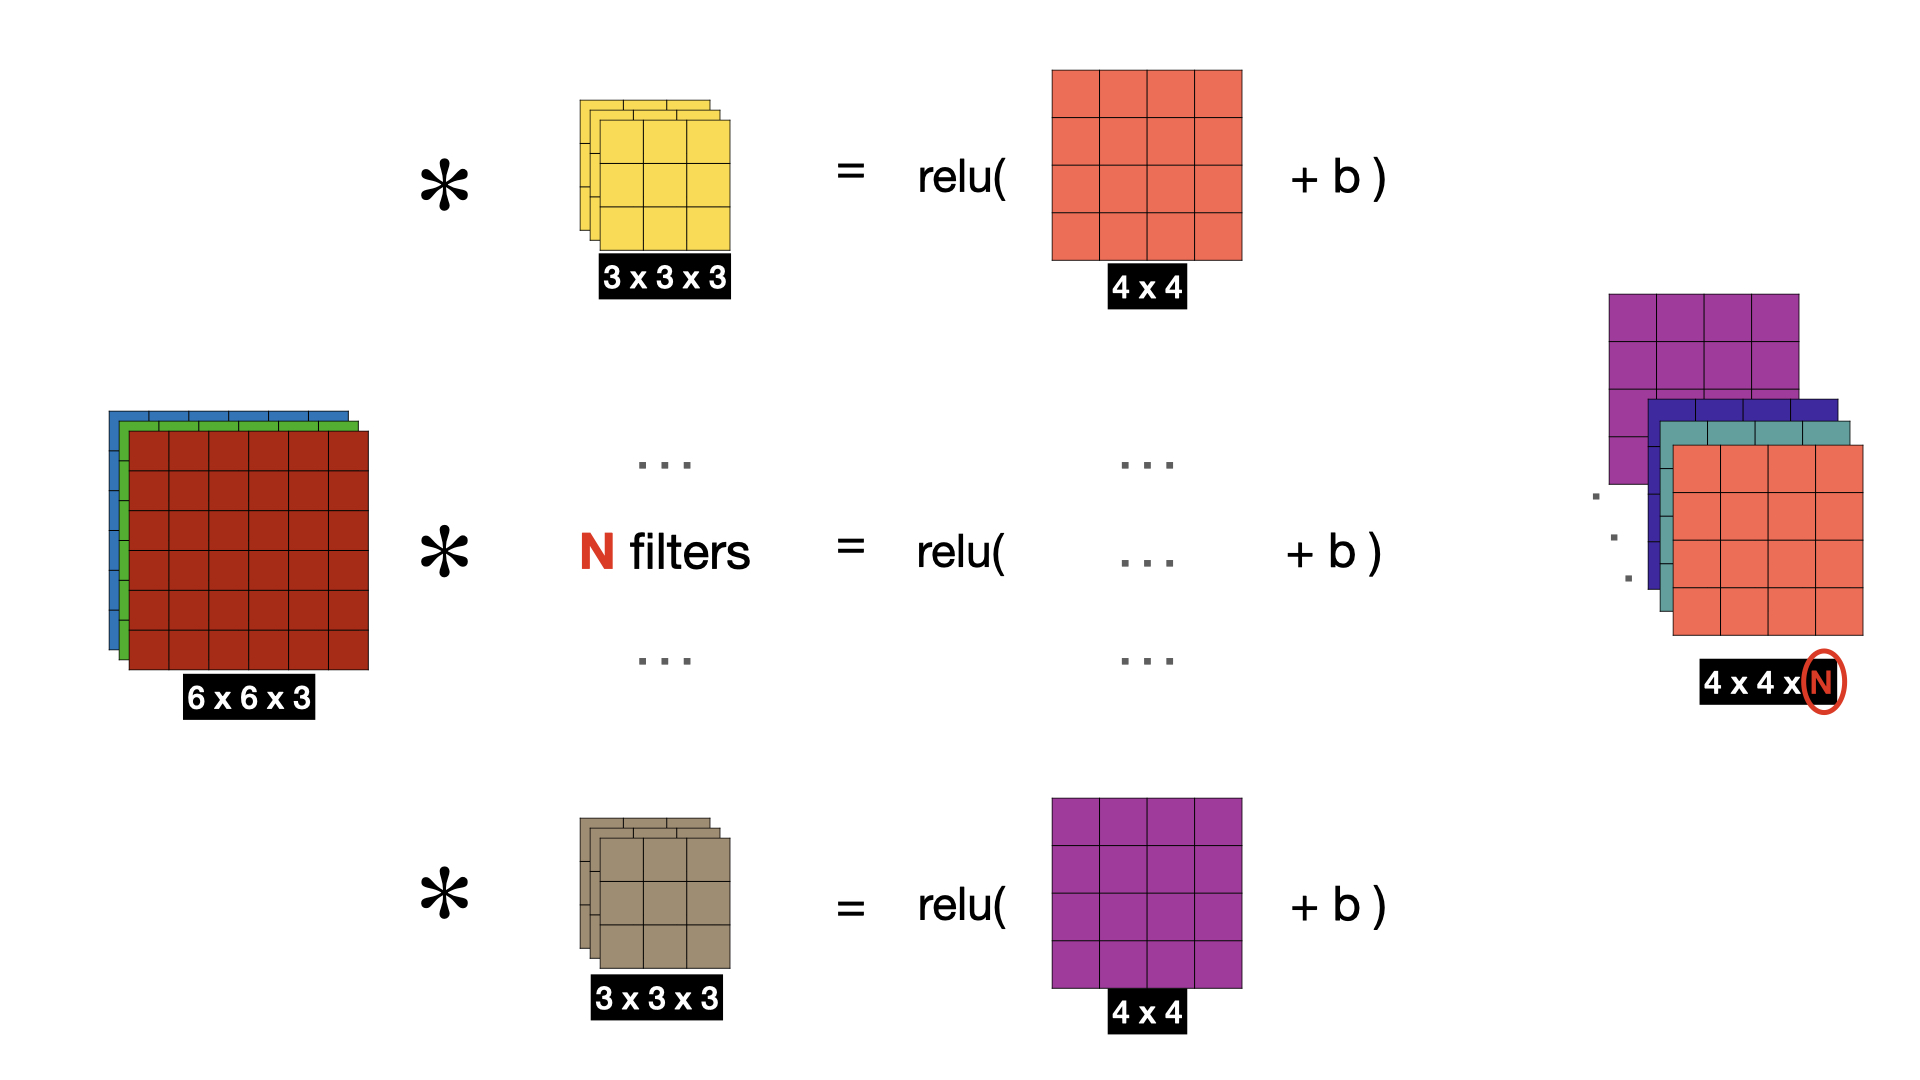 * = relu( + b )
3 x 3 x 3
4 x 4
... ...
* N filters = relu( ... + b )
... ...
6 x 6 x 3
4 x 4 x N
* = relu( + b )
3 x 3 x 3
4 x 4